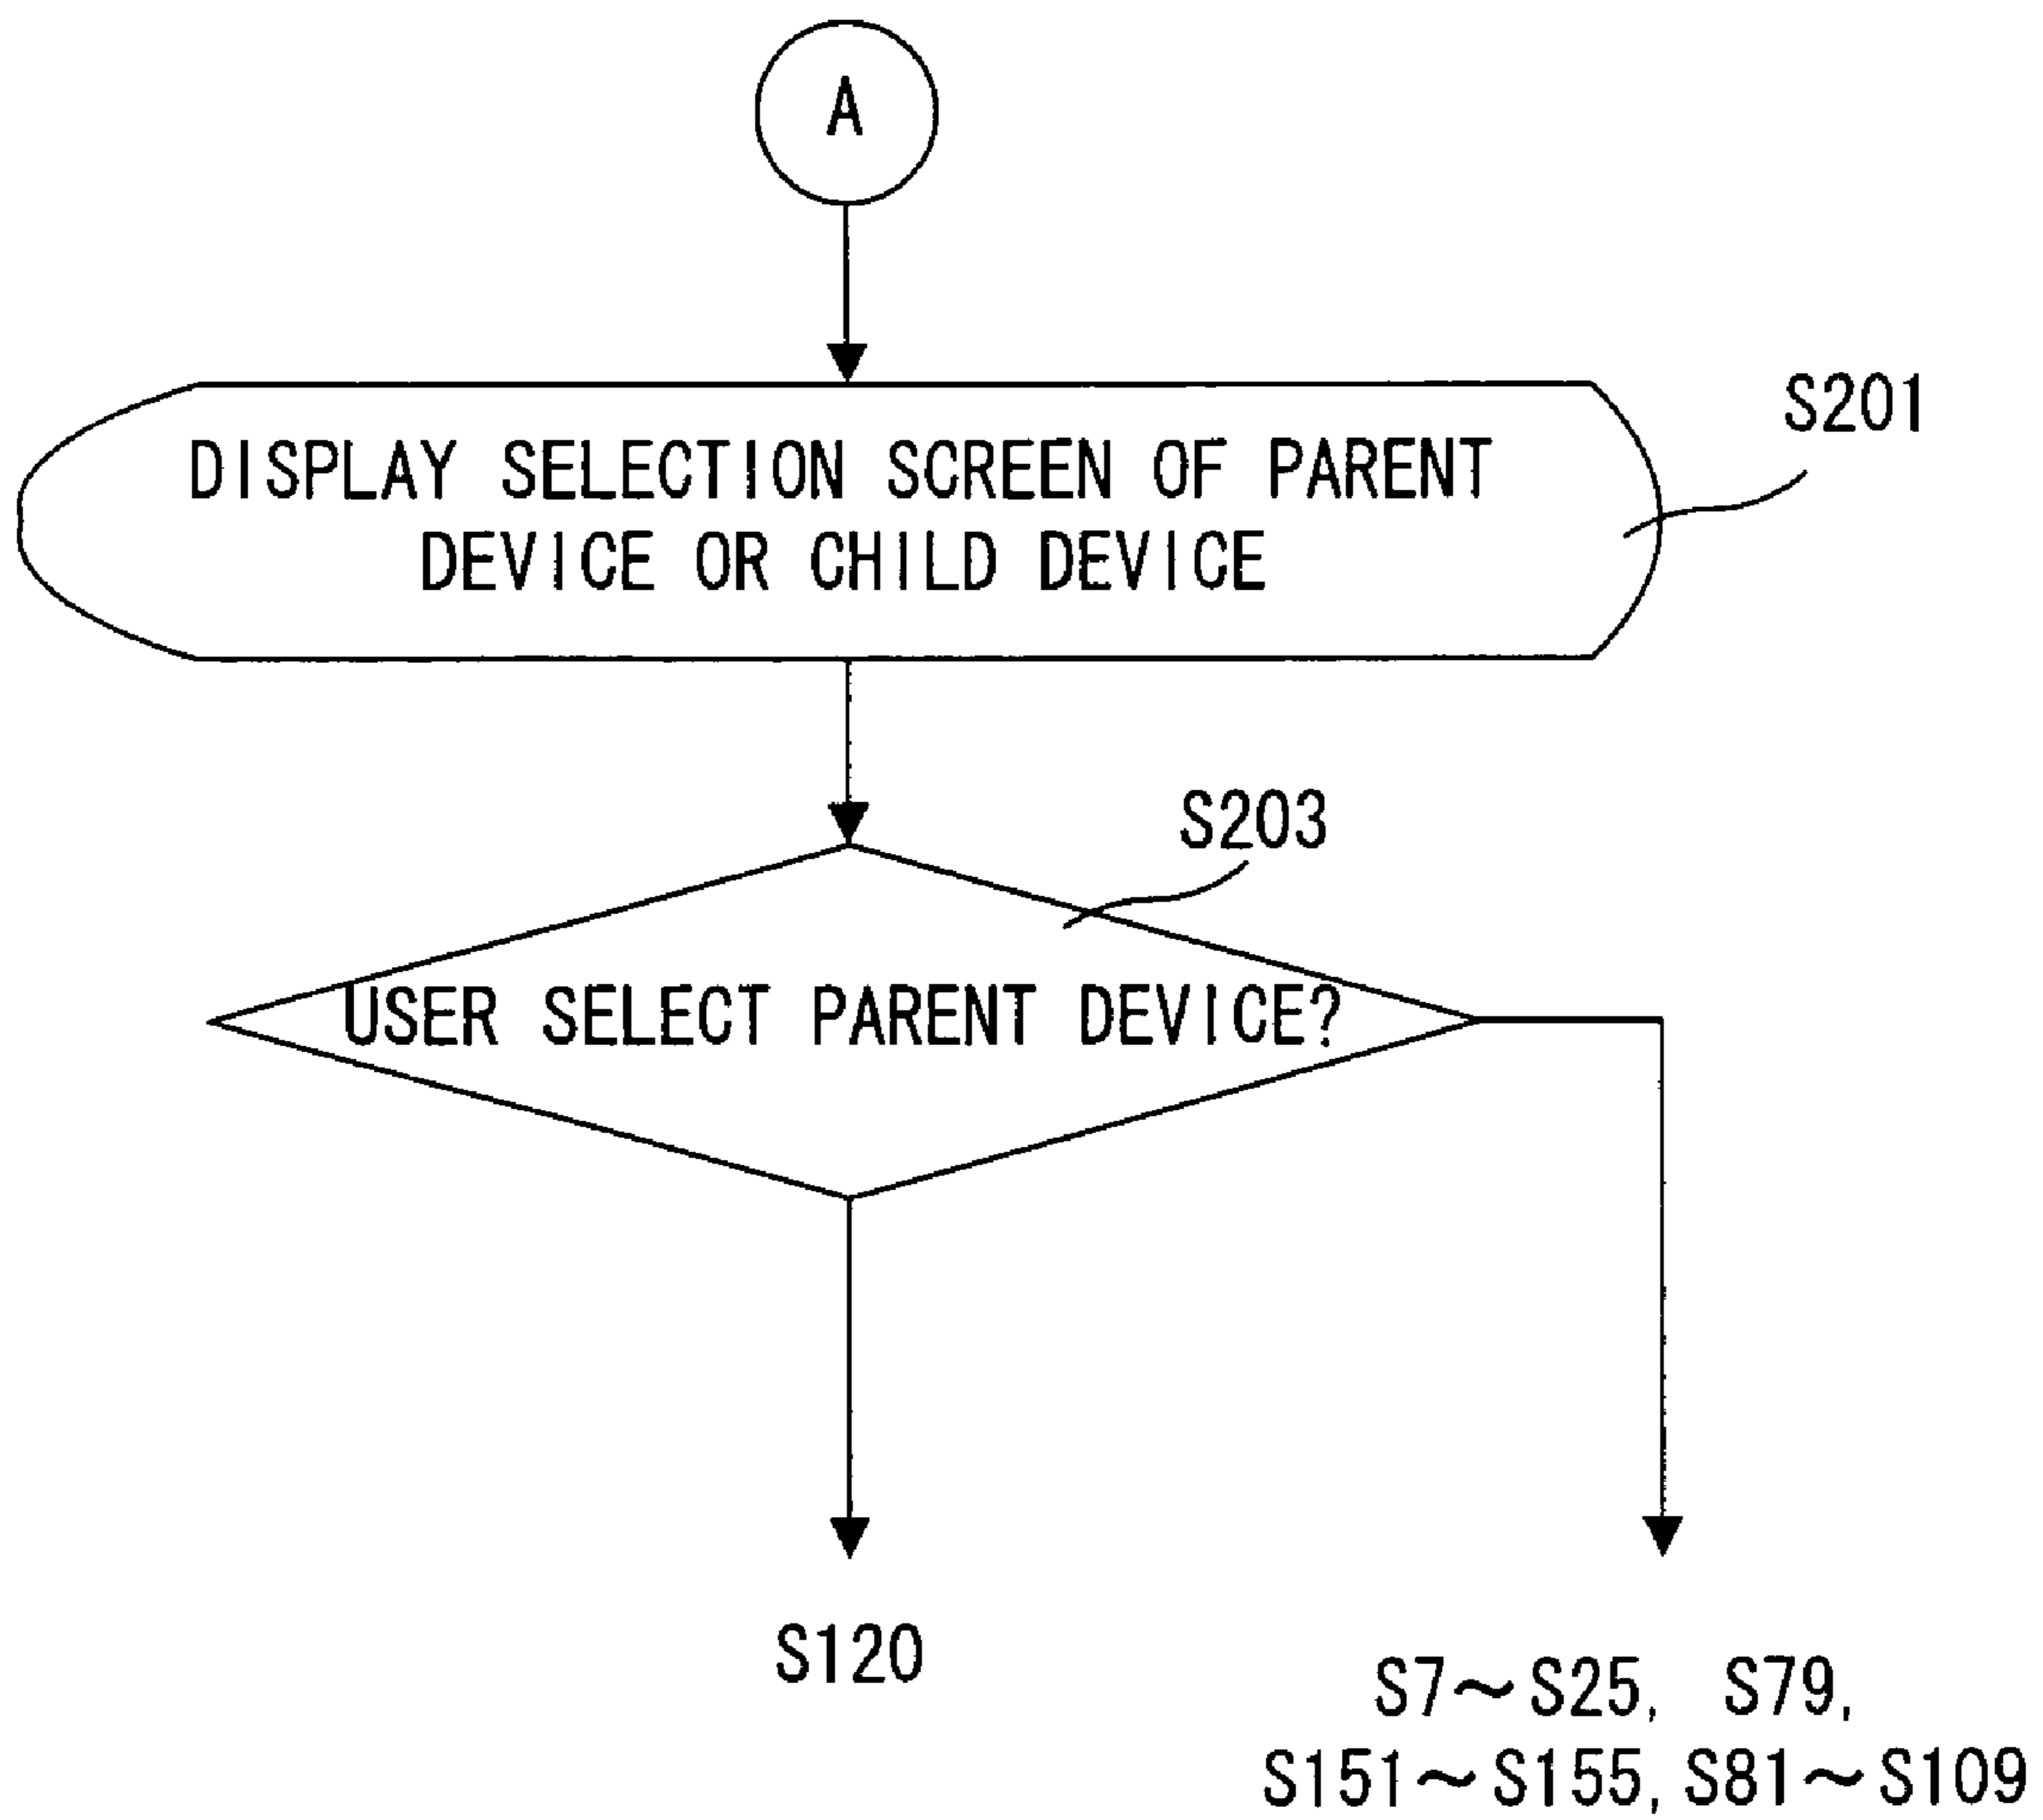 A
S201
DISPLAY SELECTION SCREEN OF PARENT
DEVICE OR CHILD DEVICE
S203
USER SELECT PARENT DEVICE?
S120
S7～S25, S79,
S151～S155, S81～S109